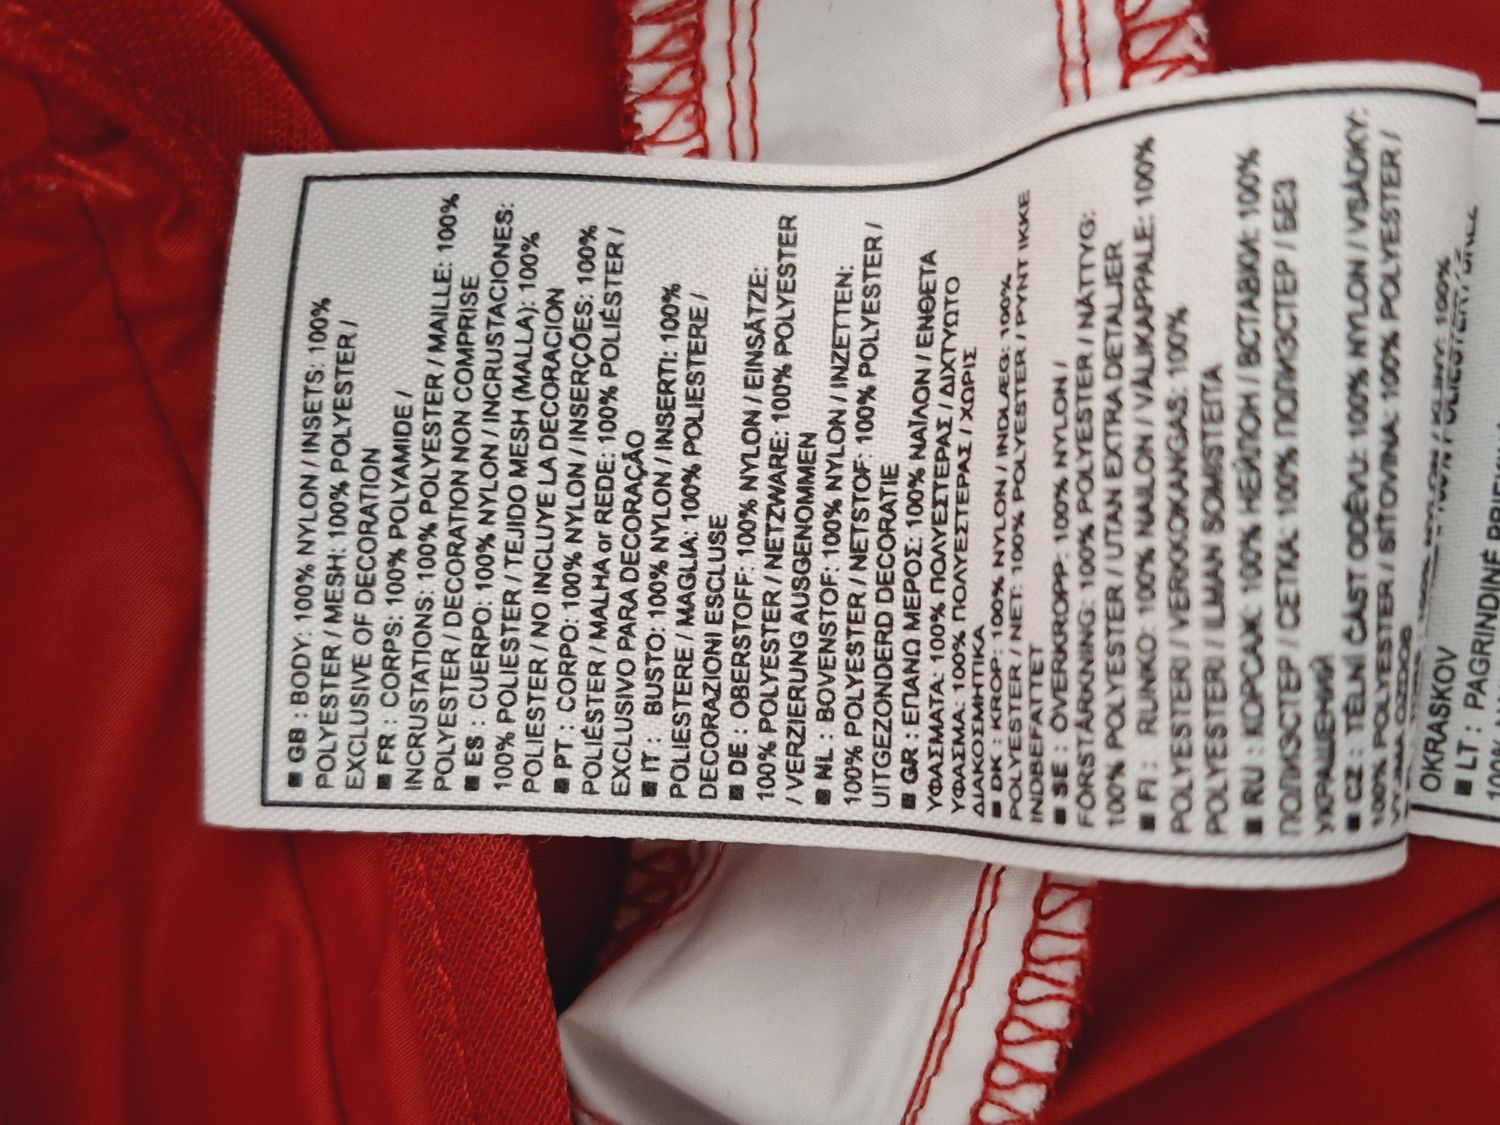 ■ GB : BODY: 100% NYLON / INSETS: 100%
POLYESTER / MESH: 100% POLYESTER /
EXCLUSIVE OF DECORATION
■ FR : CORPS: 100% POLYAMIDE /
INCRUSTATIONS: 100% POLYESTER / MAILLE: 100%
POLYESTER / DECORATION NON COMPRISE
■ ES : CUERPO: 100% NYLON / INCRUSTACIONES:
100% POLIESTER / TEJIDO MESH (MALLA): 100%
POLIESTER / NO INCLUYE LA DECORACION
■ PT : CORPO: 100% NYLON / INSERÇÕES: 100%
POLIÉSTER / MALHA or REDE: 100% POLIÉSTER /
EXCLUSIVO PARA DECORAÇÃO
■ IT : BUSTO: 100% NYLON / INSERTI: 100%
POLIESTERE / MAGLIA: 100% POLIESTERE /
DECORAZIONI ESCLUSE
■ DE : OBERSTOFF: 100% NYLON / EINSÄTZE:
100% POLYESTER / NETZWARE: 100% POLYESTER
/ VERZIERUNG AUSGENOMMEN
■ NL : BOVENSTOF: 100% NYLON / INZETTEN:
100% POLYESTER / NETSTOF: 100% POLYESTER /
UITGEZONDERD DECORATIE
■ GR : ΕΠΑΝΩ ΜΕΡΟΣ: 100% ΝΑΪΛΟΝ / ΕΝΘΕΤΑ
ΥΦΑΣΜΑΤΑ: 100% ΠΟΛΥΕΣΤΕΡΑΣ / ΔΙΧΤΥΩΤΟ
ΥΦΑΣΜΑ: 100% ΠΟΛΥΕΣΤΕΡΑΣ / ΧΩΡΙΣ
ΔΙΑΚΟΣΜΗΤΙΚΑ
■ DK : KROP: 100% NYLON / INDLÆG: 100%
POLYESTER / NET: 100% POLYESTER / PYNT IKKE
INDBEFATTET
■ SE : ÖVERKROPP: 100% NYLON /
FÖRSTÄRKNING: 100% POLYESTER / NÄTTYG:
100% POLYESTER / UTAN EXTRA DETALJER
■ FI : RUNKO: 100% NAILON / VÄLIKAPPALE: 100%
POLYESTERI / VERKKOKANGAS: 100%
POLYESTERI / ILMAN SOMISTEITA
■ RU : КОРСАЖ: 100% НЕЙЛОН / ВСТАВКИ: 100%
ПОЛИЭСТЕР / СЕТКА: 100% ПОЛИЭСТЕР / БЕЗ
УКРАШЕНИЙ
■ CZ : TĚLNÍ ČÁST ODĚVU: 100% NYLON / VSÁDKY:
100% POLYESTER / SÍŤOVINA: 100% POLYESTER /
OZDOB
NYLON / KLINY: 100%
OKRASKOV
■ LT : PAGRINDINĖ